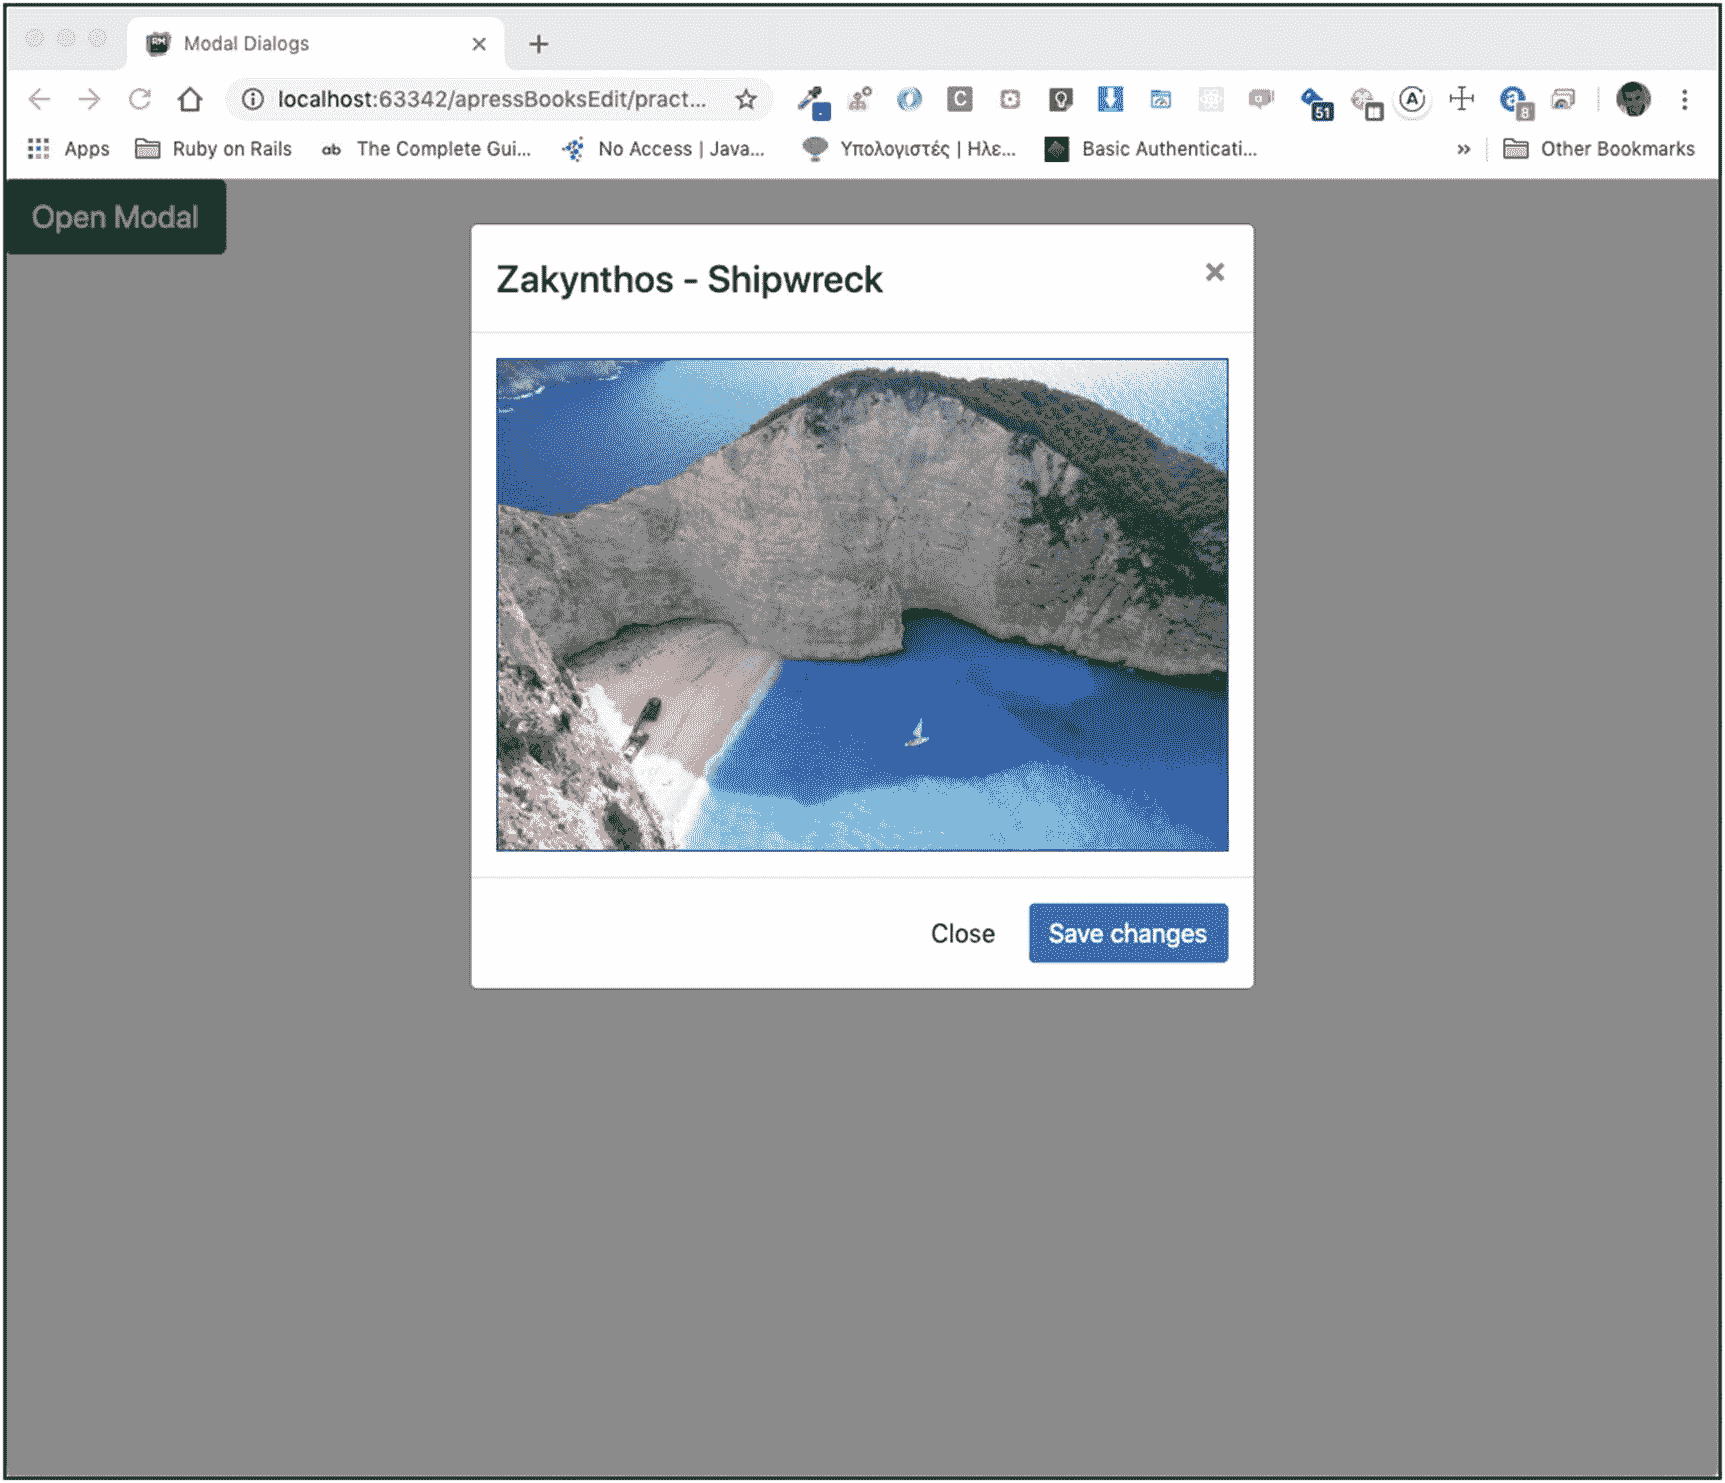 Modal Dialogs
localhost:63342/apressBooksEdit/pract...
C
51
A
a
8
Apps
Ruby on Rails
ab
The Complete Gui...
No Access | Java...
Υπολογιστές | Ηλε...
Basic Authenticati...
»
Other Bookmarks
Open Modal
Zakynthos - Shipwreck
×
Close
Save changes